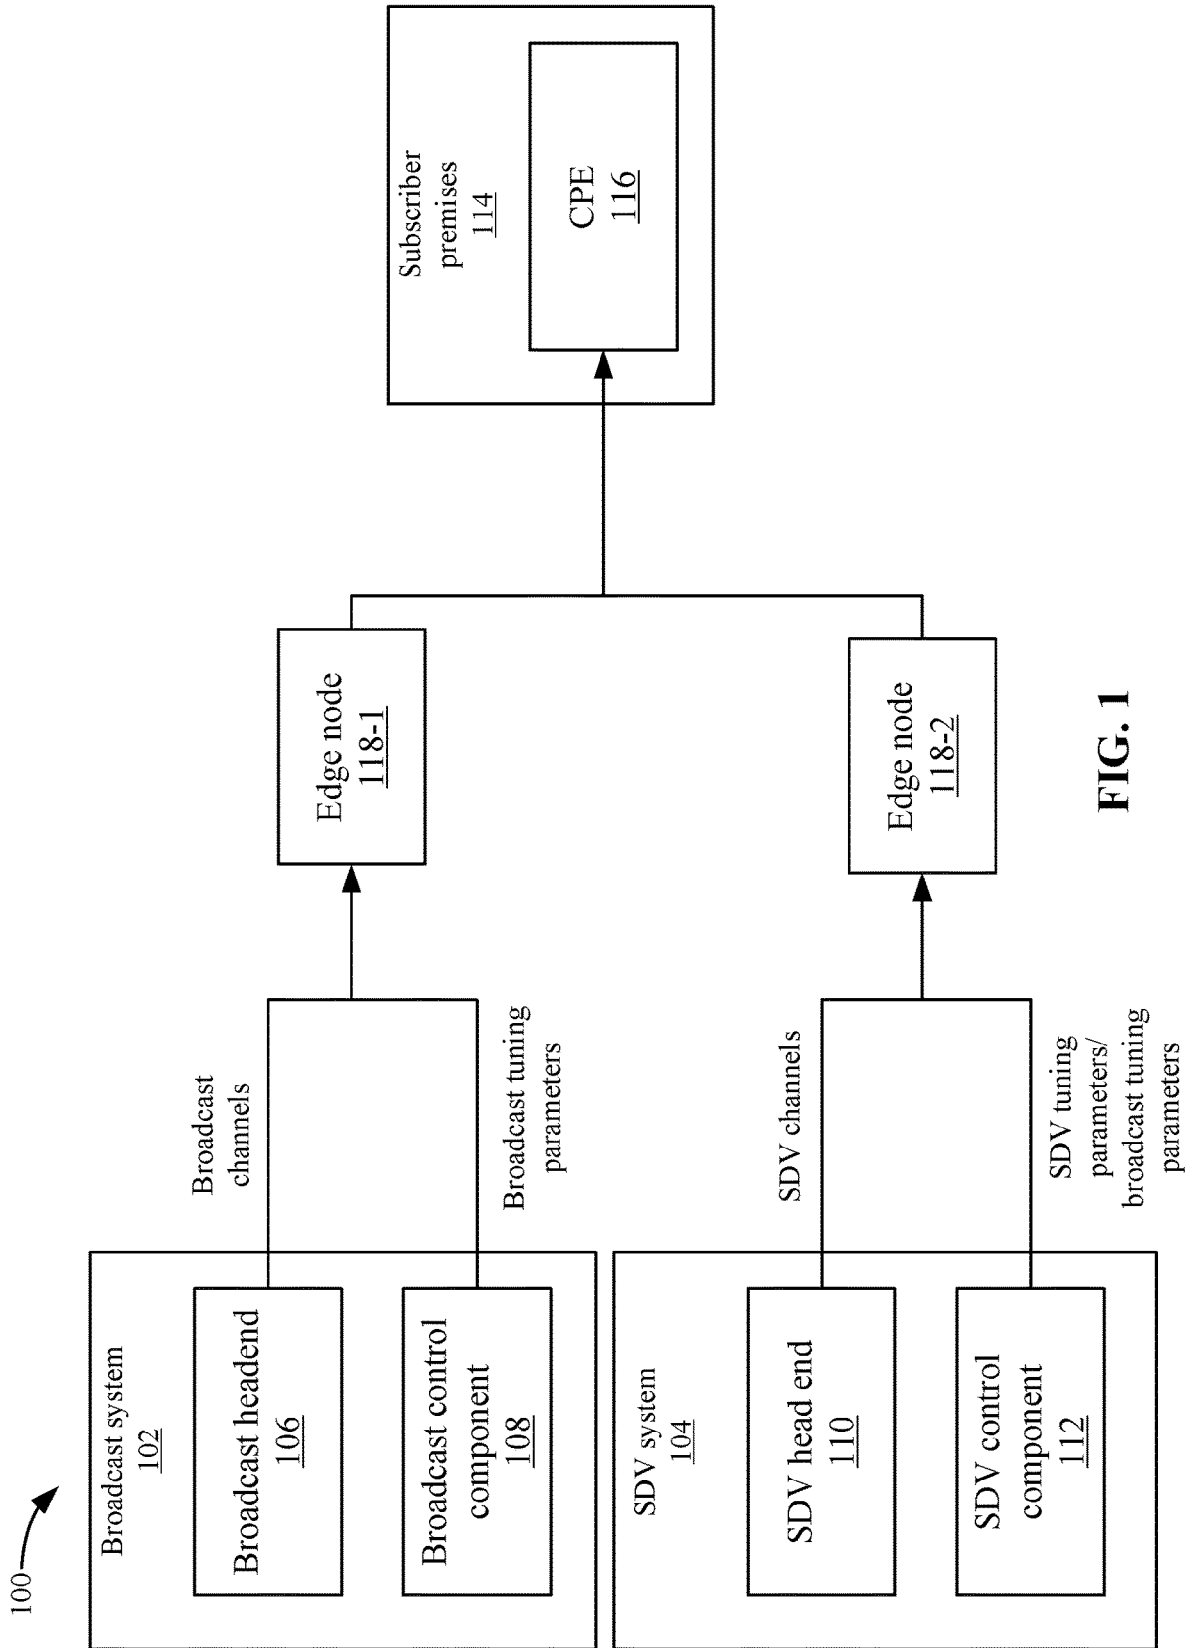 100
Broadcast system
102
Broadcast headend
106
Broadcast control
component
108
Broadcast
channels
Broadcast tuning
parameters
SDV system
104
SDV head end
110
SDV control
component
112
SDV channels
SDV tuning
parameters/
broadcast tuning
parameters
Edge node
118-1
Edge node
118-2
Subscriber
premises
114
CPE
116
FIG. 1